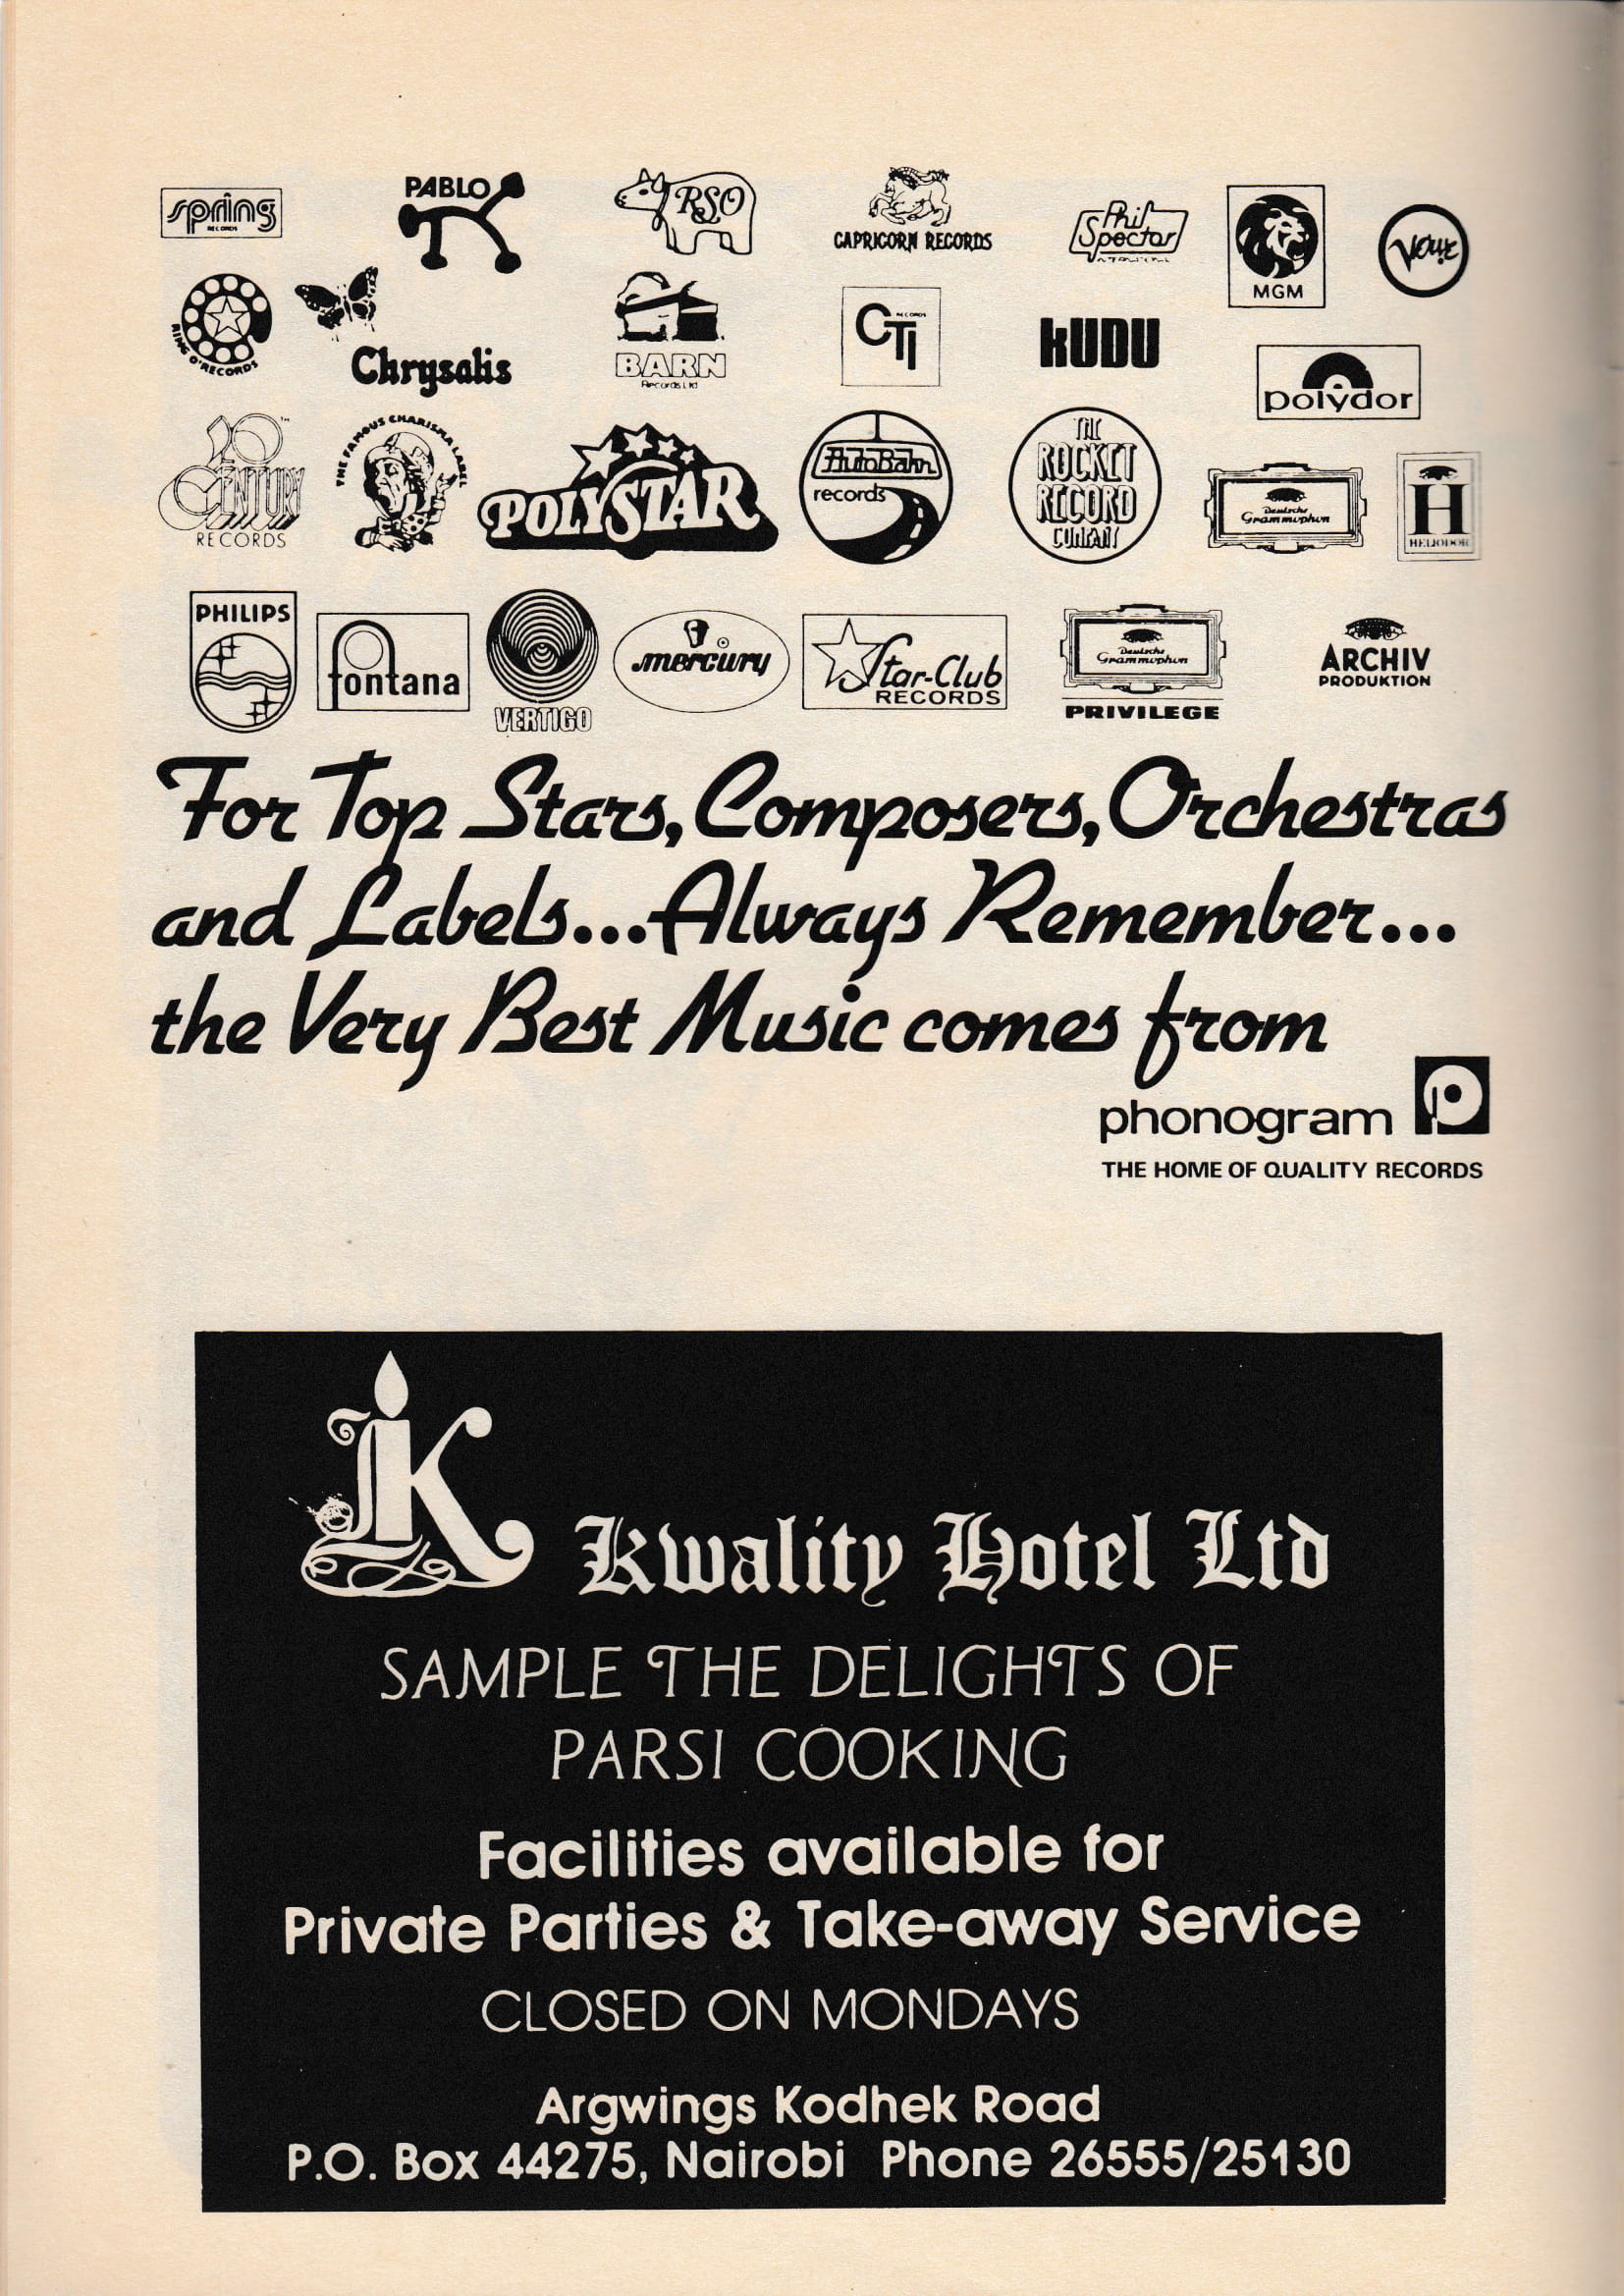 spring
RECORDS
PABLO
RSO
CAPRICORN RECORDS
Phil
Spector
MGM
Verve
RING O'RECORDS
Chrysalis
BARN
Records Ltd
CTI
RECORDS
KUDU
polydor
20
CENTURY
RECORDS
THE FAMOUS CHARISMA LABEL
POLYSTAR
AutoBahn
records
THE
ROCKET
RECORD
COMPANY
Deutsche
Grammophon
H
HELIODOR
PHILIPS
fontana
VERTIGO
mercury
Star-Club
RECORDS
Deutsche
Grammophon
PRIVILEGE
ARCHIV
PRODUKTION
For Top Stars, Composers, Orchestras
and Labels...Always Remember...
the Very Best Music comes from
phonogram
THE HOME OF QUALITY RECORDS
K
Kwality Hotel Ltd
SAMPLE THE DELIGHTS OF
PARSI COOKING
Facilities available for
Private Parties & Take-away Service
CLOSED ON MONDAYS
Argwings Kodhek Road
P.O. Box 44275, Nairobi Phone 26555/25130